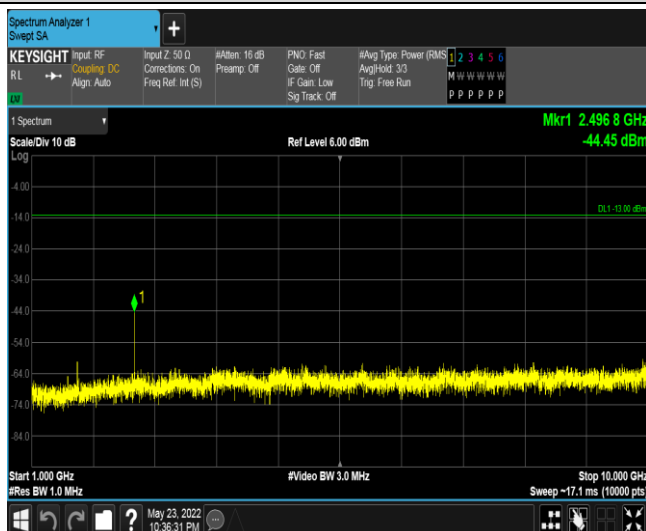 Spectrum Analyzer 1
Swept SA
+
KEYSIGHT
RL
Input: RF
Coupling: DC
Align: Auto
Input Z: 50 Ω
Corrections: On
Freq Ref: Int (S)
#Atten: 16 dB
Preamp: Off
PNO: Fast
Gate: Off
IF Gain: Low
Sig Track: Off
#Avg Type: Power (RMS
Avg|Hold: 3/3
Trig: Free Run
1 2 3 4 5 6
M W W W W W
P P P P P P
1 Spectrum
Mkr1 2.496 8 GHz
-44.45 dBm
Scale/Div 10 dB
Ref Level 6.00 dBm
Log
-4.00
DL1 -13.00 dBm
-14.0
-24.0
-34.0
1
-44.0
-54.0
-64.0
-74.0
-84.0
Start 1.000 GHz
#Video BW 3.0 MHz
Stop 10.000 GHz
#Res BW 1.0 MHz
Sweep ~17.1 ms (10000 pts)
?
May 23, 2022
10:36:31 PM